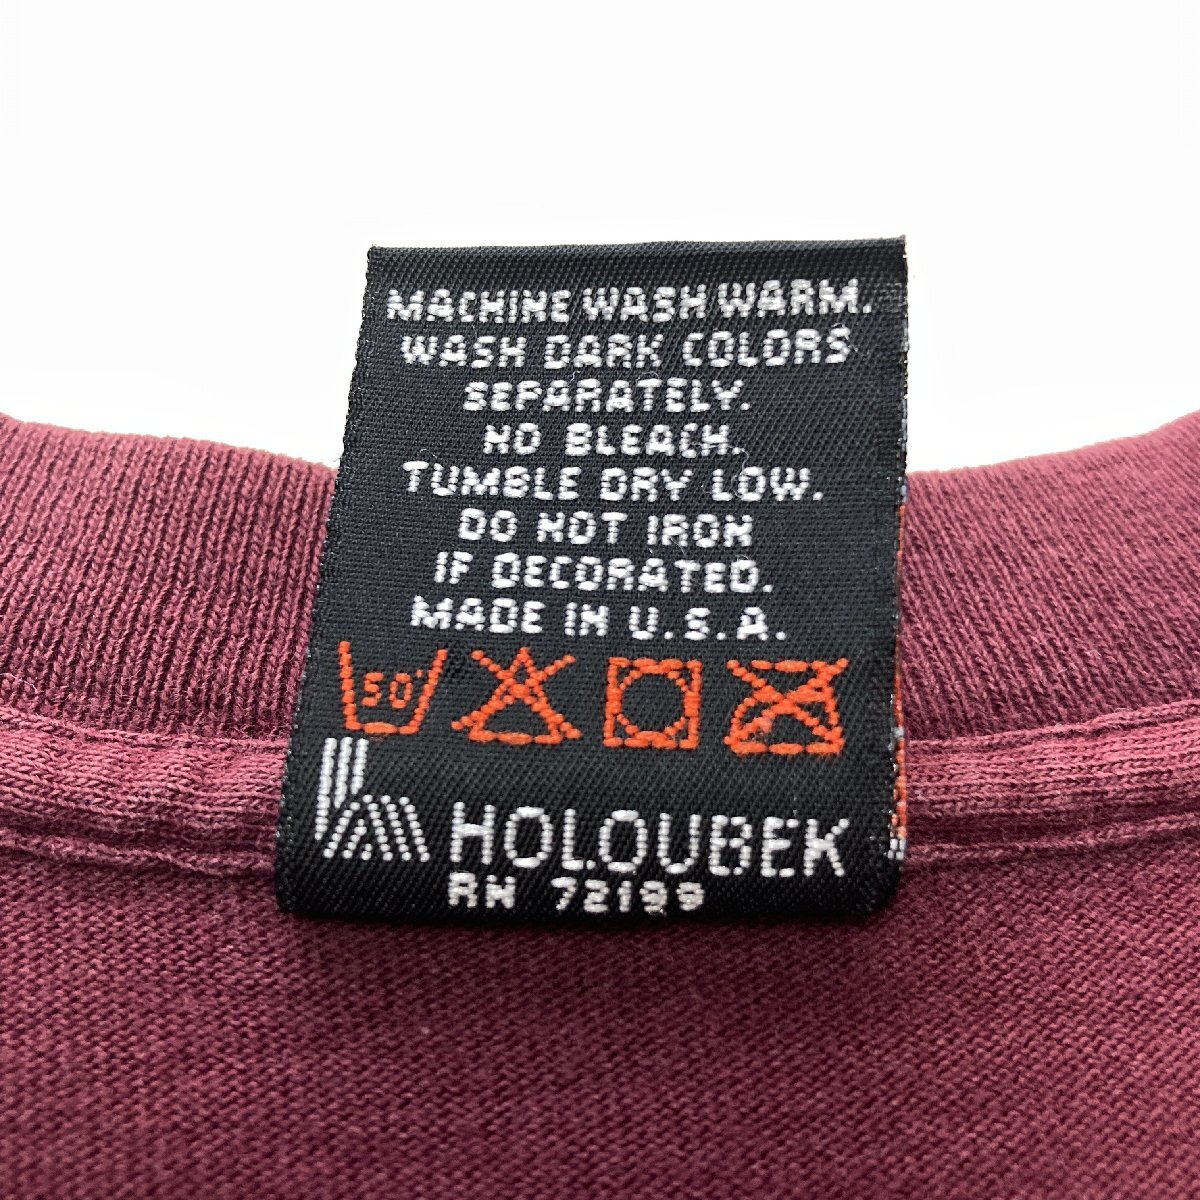 MACHINE WASH WARM.
WASH DARK COLORS
SEPARATELY.
NO BLEACH.
TUMBLE DRY LOW.
DO NOT IRON
IF DECORATED.
MADE IN U.S.A.
50°
HOLOUBEK
RN 72199